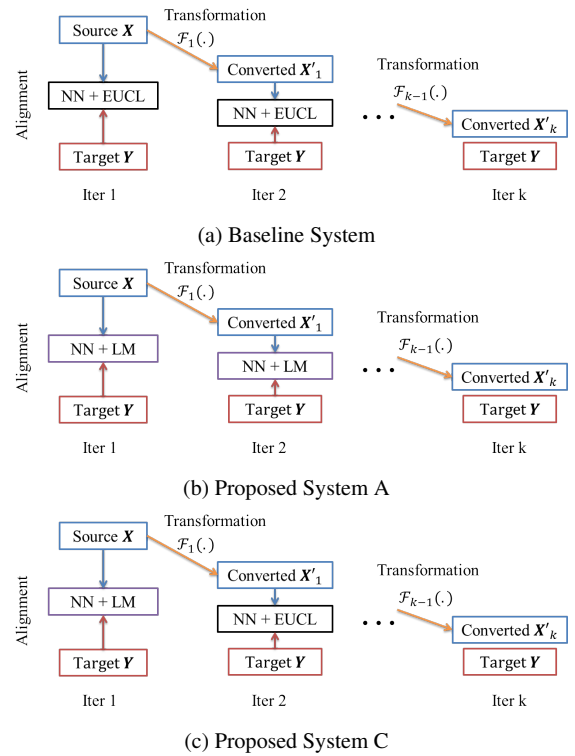 Transformation
Source X
ℱ₁(.)
Transformation
Converted X'₁
ℱₖ₋₁(.)
Alignment
NN + EUCL
NN + EUCL
...
Converted X'ₖ
Target Y
Target Y
Target Y
Iter 1
Iter 2
Iter k
(a) Baseline System
Transformation
Source X
ℱ₁(.)
Transformation
Converted X'₁
ℱₖ₋₁(.)
Alignment
NN + LM
NN + LM
...
Converted X'ₖ
Target Y
Target Y
Target Y
Iter 1
Iter 2
Iter k
(b) Proposed System A
Transformation
Source X
ℱ₁(.)
Transformation
Converted X'₁
ℱₖ₋₁(.)
Alignment
NN + LM
NN + EUCL
...
Converted X'ₖ
Target Y
Target Y
Target Y
Iter 1
Iter 2
Iter k
(c) Proposed System C